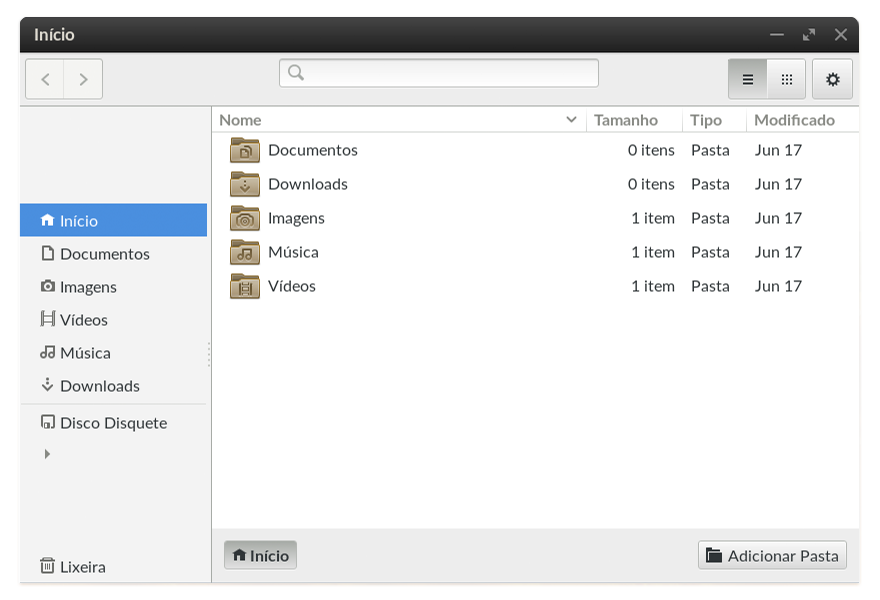 Início
Nome Tamanho Tipo Modificado
Documentos 0 itens Pasta Jun 17
Downloads 0 itens Pasta Jun 17
Imagens 1 item Pasta Jun 17
Música 1 item Pasta Jun 17
Vídeos 1 item Pasta Jun 17
Início
Documentos
Imagens
Vídeos
Música
Downloads
Disco Disquete
Lixeira
Início
Adicionar Pasta